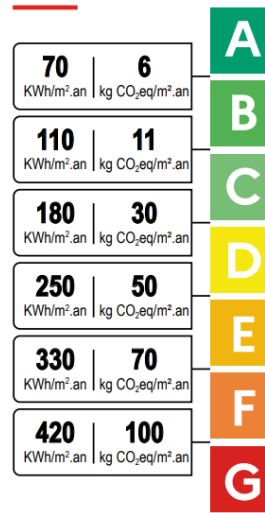 A
70 | 6
KWh/m².an | kg CO₂eq/m².an
B
110 | 11
KWh/m².an | kg CO₂eq/m².an
C
180 | 30
KWh/m².an | kg CO₂eq/m².an
D
250 | 50
KWh/m².an | kg CO₂eq/m².an
E
330 | 70
KWh/m².an | kg CO₂eq/m².an
F
420 | 100
KWh/m².an | kg CO₂eq/m².an
G